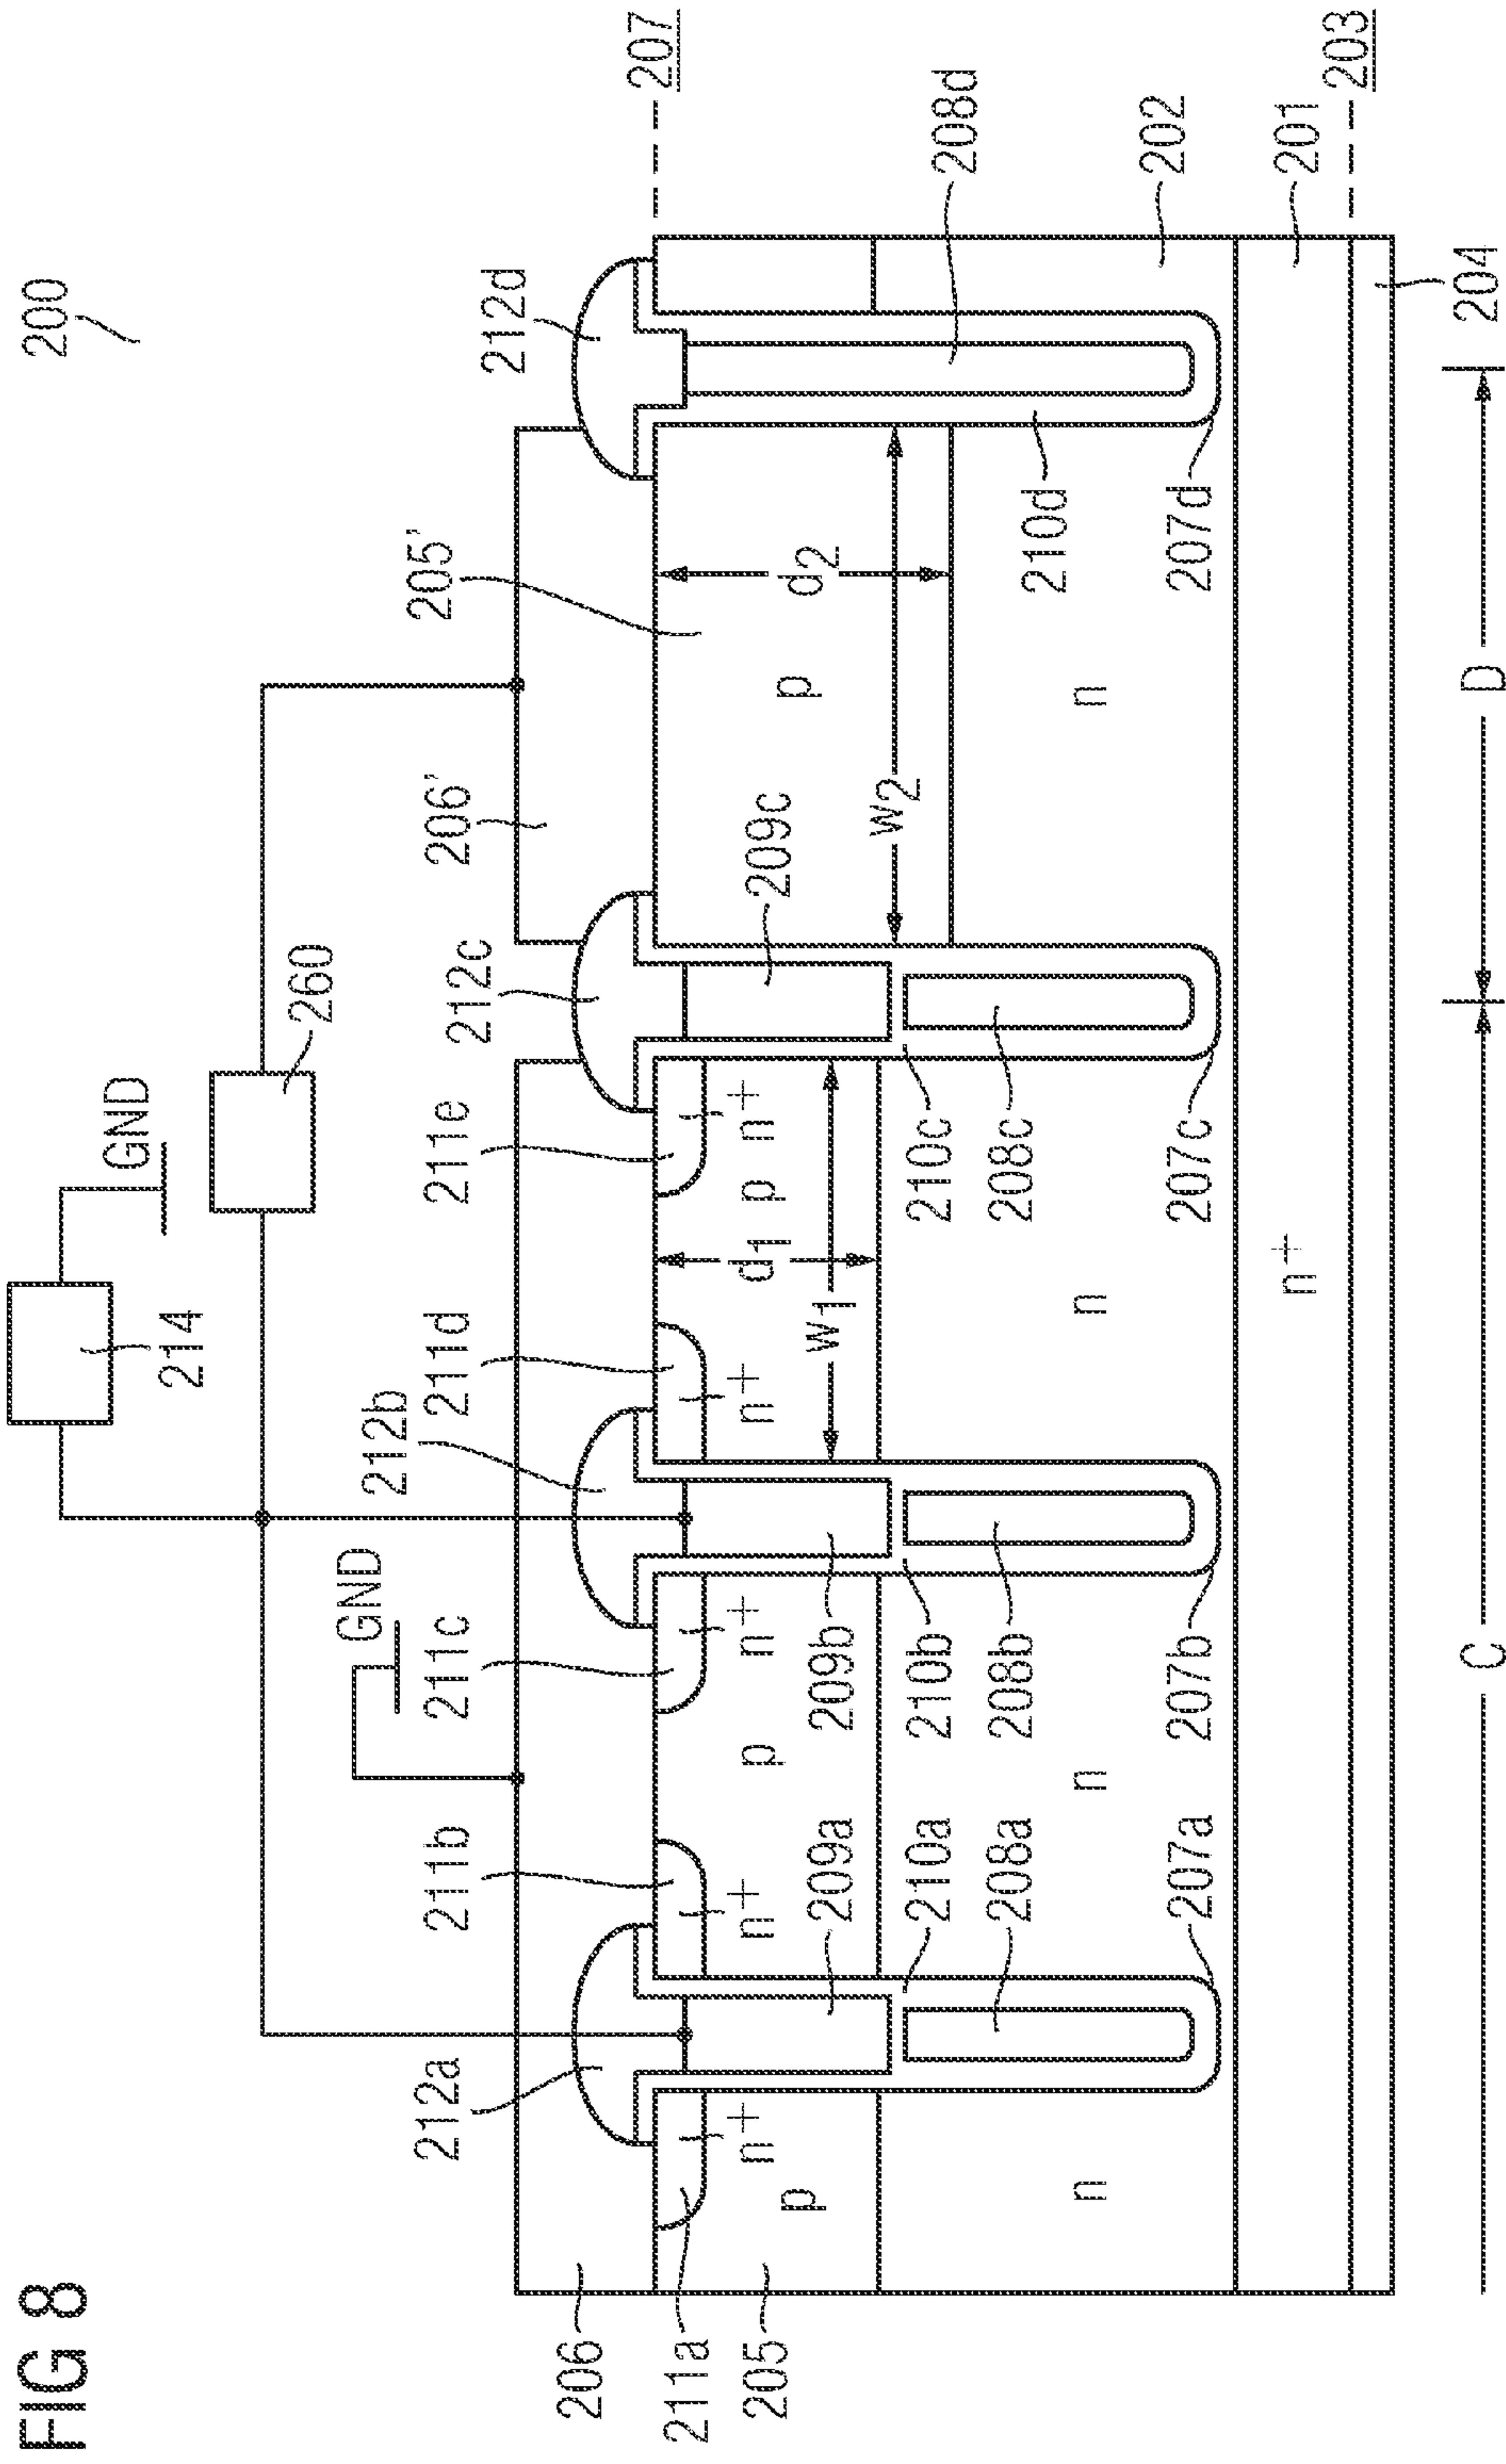 FIG 8
200
214
GND
260
GND
206
212a
211b
211c
212b
211d
211e
212c
206'
205'
212d
207
211a
205
n+
p
n+
209a
p
n+
209b
n+
d1
p
n+
209c
w1
p
d2
w2
208d
n
210a
208a
207a
n
210b
208b
207b
n
210c
208c
207c
n
210d
207d
202
n+
201
203
204
C
D